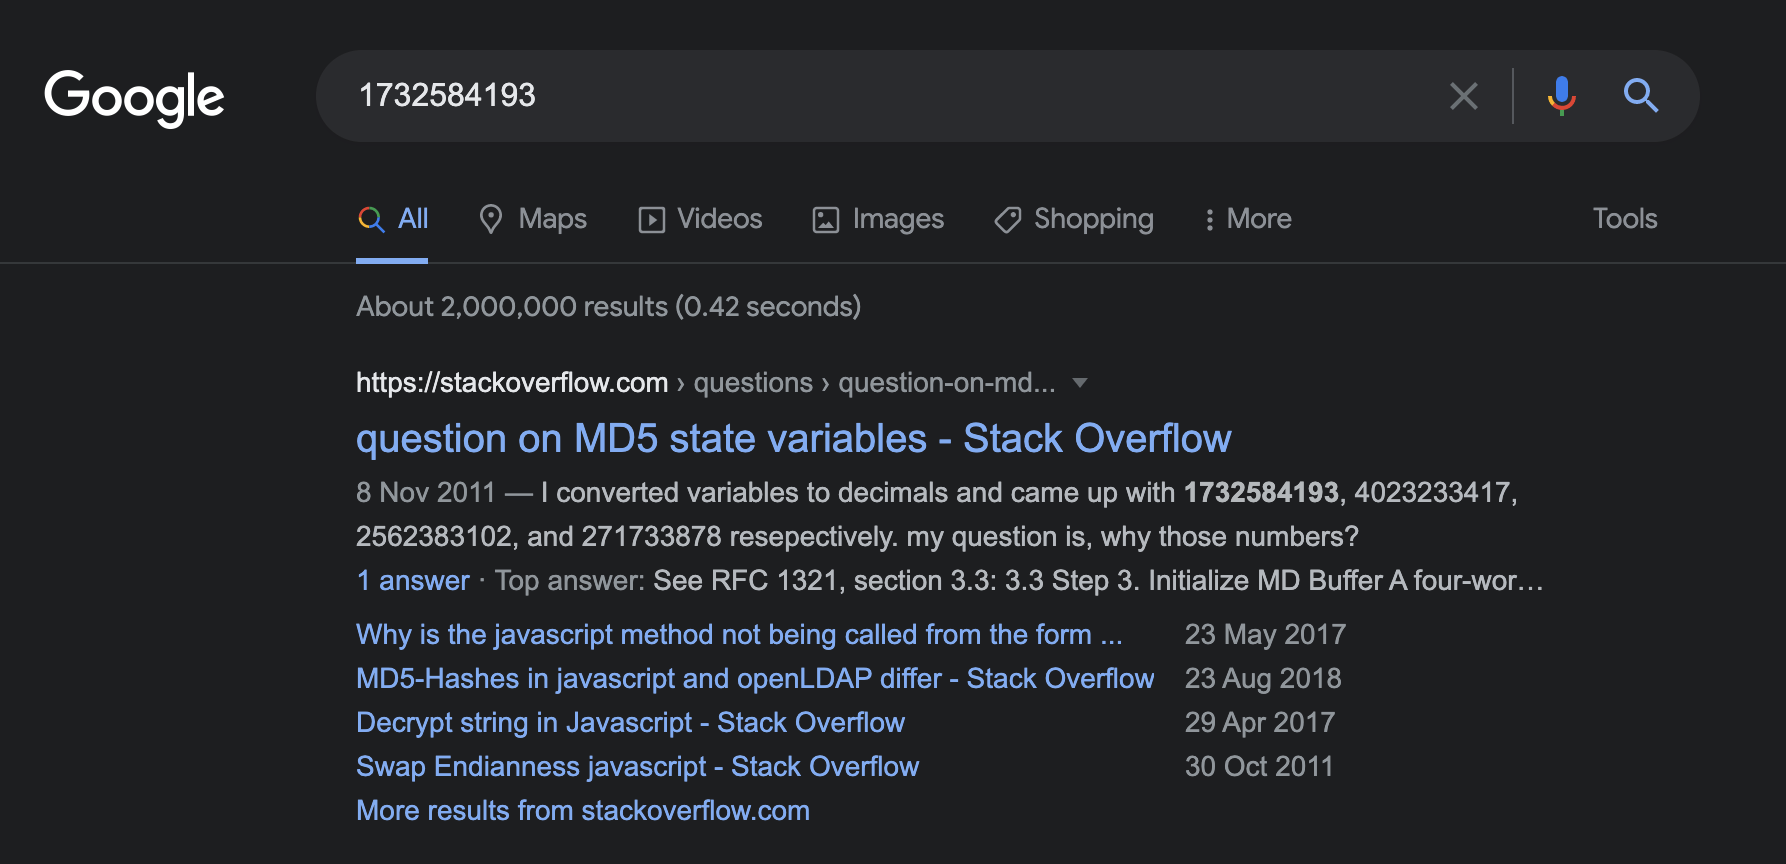 Google
1732584193
All Maps Videos Images Shopping More Tools
About 2,000,000 results (0.42 seconds)
https://stackoverflow.com › questions › question-on-md...
question on MD5 state variables - Stack Overflow
8 Nov 2011 — I converted variables to decimals and came up with 1732584193, 4023233417,
2562383102, and 271733878 resepectively. my question is, why those numbers?
1 answer · Top answer: See RFC 1321, section 3.3: 3.3 Step 3. Initialize MD Buffer A four-wor…
Why is the javascript method not being called from the form ... 23 May 2017
MD5-Hashes in javascript and openLDAP differ - Stack Overflow 23 Aug 2018
Decrypt string in Javascript - Stack Overflow 29 Apr 2017
Swap Endianness javascript - Stack Overflow 30 Oct 2011
More results from stackoverflow.com